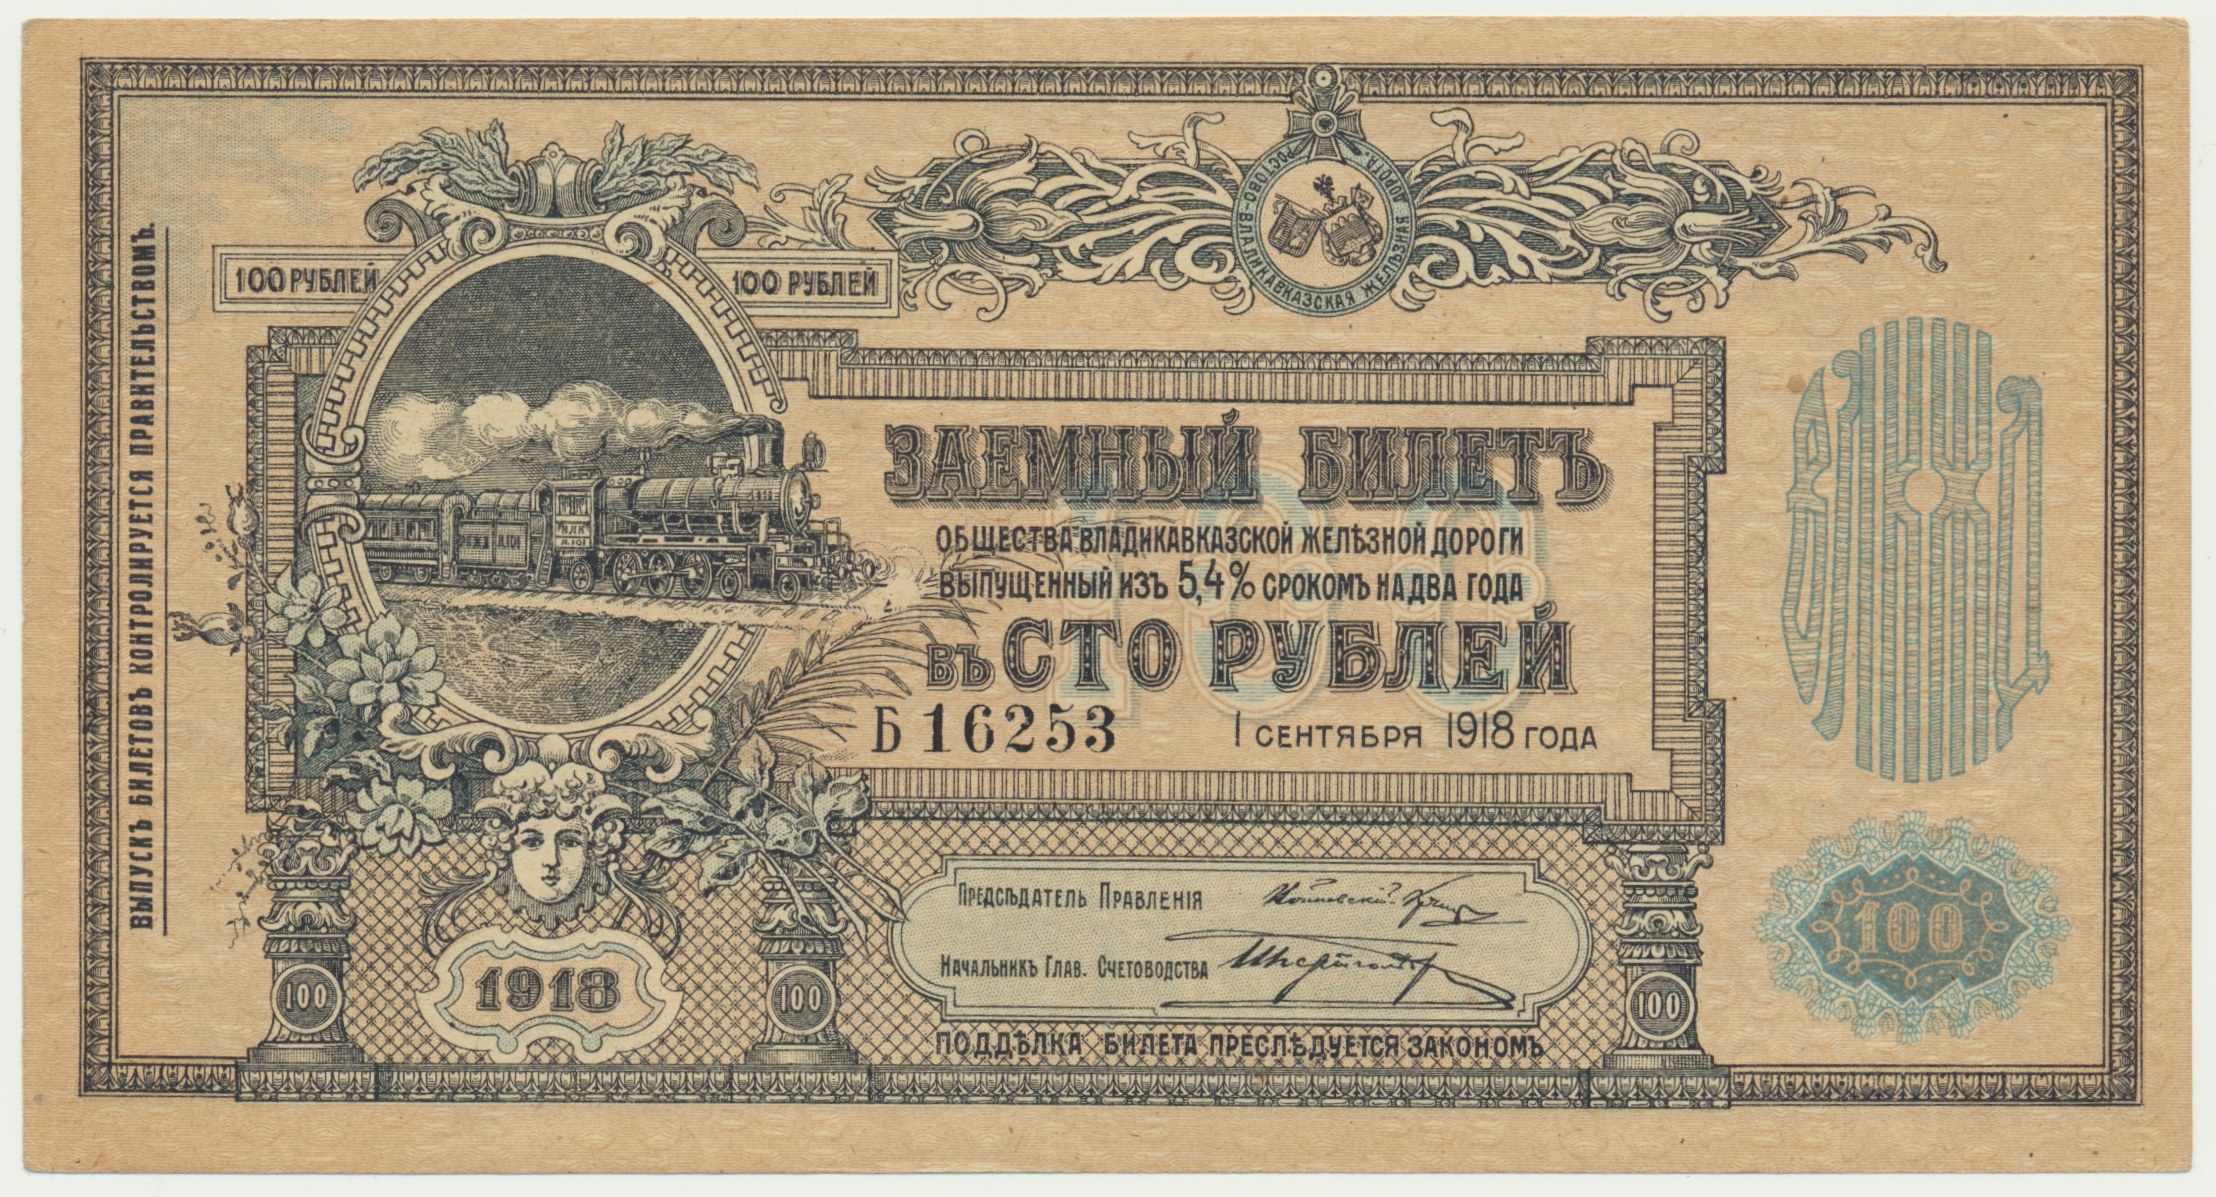 ВЫПУСКЪ БИЛЕТОВЪ КОНТРОЛИРУЕТСЯ ПРАВИТЕЛЬСТВОМЪ.
100 РУБЛЕЙ
100 РУБЛЕЙ
РОСТОВО-ВЛАДИКАВКАЗСКАЯ ЖЕЛѢЗНАЯ ДОРОГА.
ЗАЕМНЫЙ БИЛЕТЪ
ОБЩЕСТВА ВЛАДИКАВКАЗСКОЙ ЖЕЛѢЗНОЙ ДОРОГИ
ВЫПУЩЕННЫЙ ИЗЪ 5,4% СРОКОМЪ НА ДВА ГОДА
ВЪ СТО РУБЛЕЙ
100
Б 16253
1 СЕНТЯБРЯ 1918 ГОДА
ПРЕДСѢДАТЕЛЬ ПРАВЛЕНІЯ
НАЧАЛЬНИКЪ ГЛАВ. СЧЕТОВОДСТВА
ПОДДѢЛКА БИЛЕТА ПРЕСЛѢДУЕТСЯ ЗАКОНОМЪ
1918
100
100
100
100